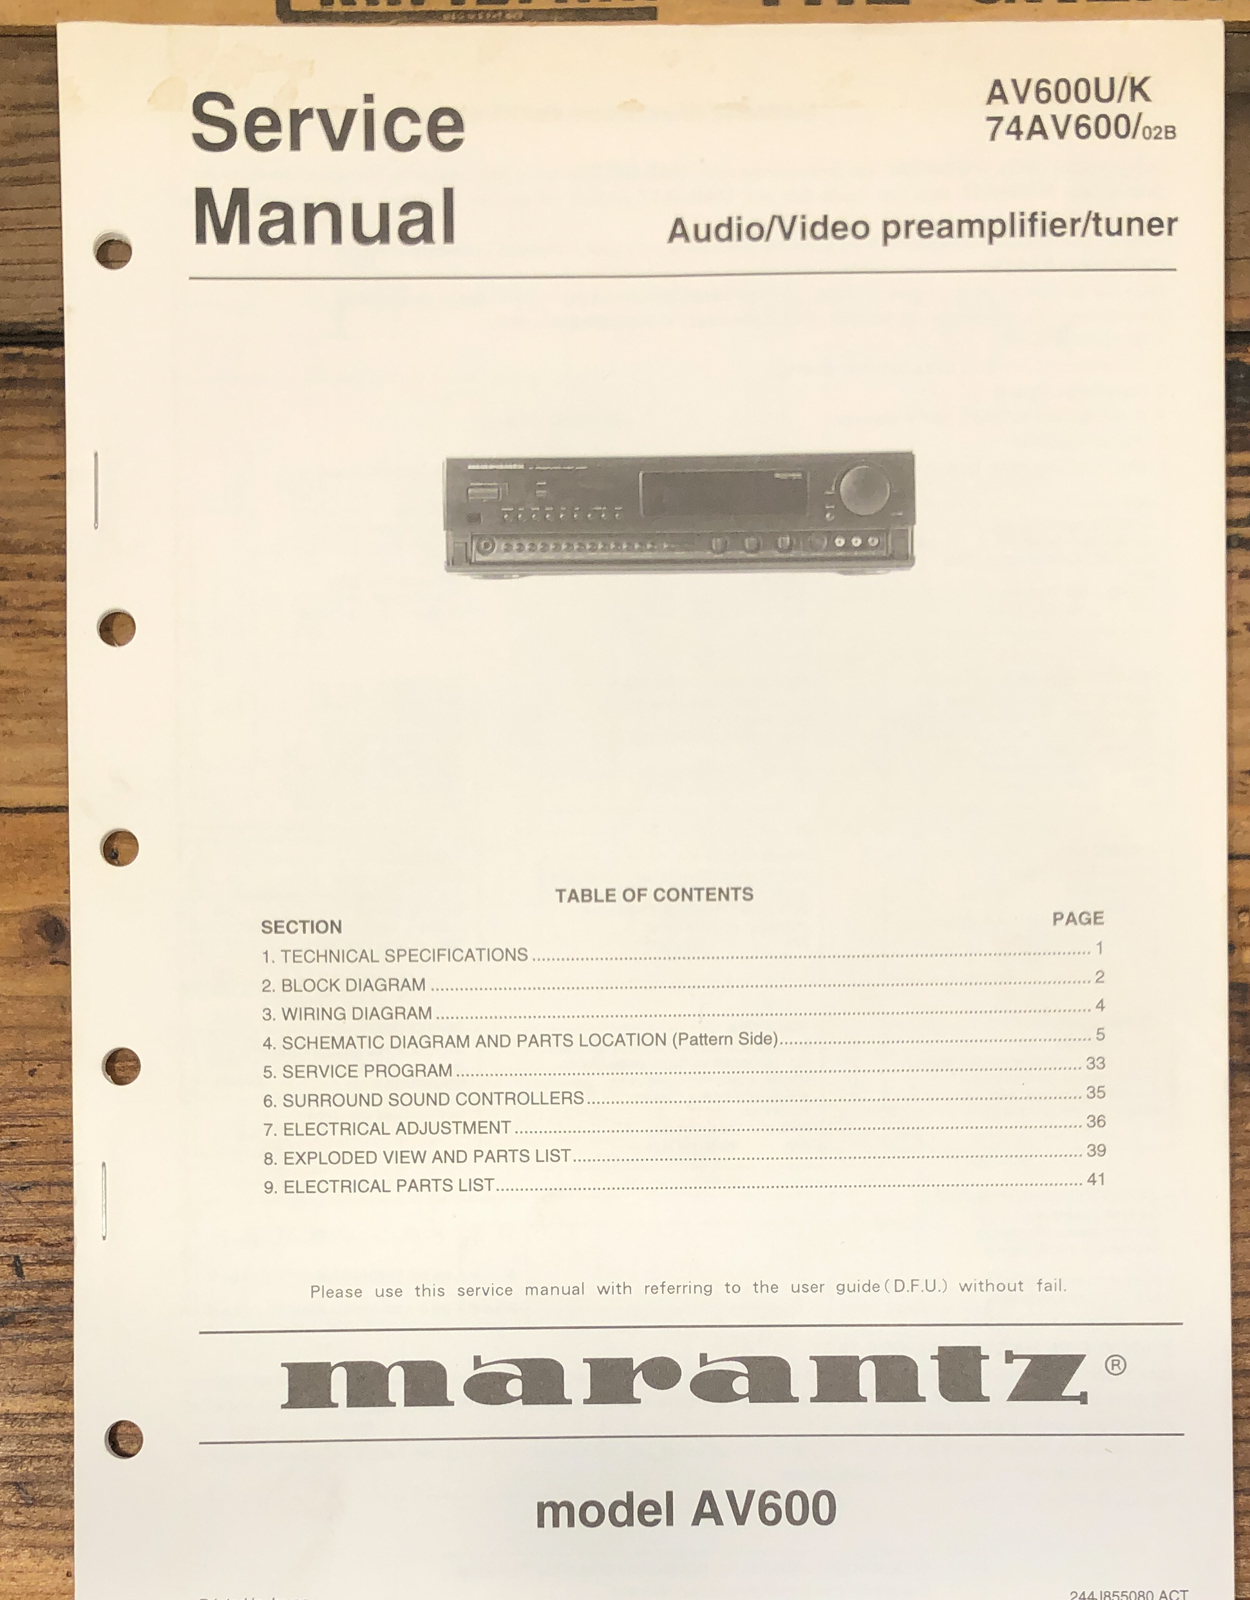 Service
Manual
AV600U/K
74AV600/02B
Audio/Video preamplifier/tuner
TABLE OF CONTENTS
SECTION PAGE
1. TECHNICAL SPECIFICATIONS 1
2. BLOCK DIAGRAM 2
3. WIRING DIAGRAM 4
4. SCHEMATIC DIAGRAM AND PARTS LOCATION (Pattern Side) 5
5. SERVICE PROGRAM 33
6. SURROUND SOUND CONTROLLERS 35
7. ELECTRICAL ADJUSTMENT 36
8. EXPLODED VIEW AND PARTS LIST 39
9. ELECTRICAL PARTS LIST 41
Please use this service manual with referring to the user guide (D.F.U.) without fail.
marantz ®
model AV600
244J855080 ACT